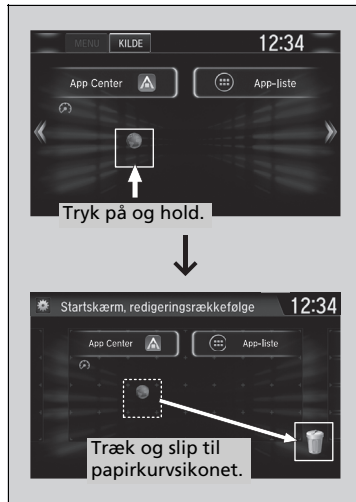 MENU KILDE 12:34
App Center App-liste
Tryk på og hold.
Startskærm, redigeringsrækkefølge 12:34
App Center App-liste
Træk og slip til
papirkurvsikonet.